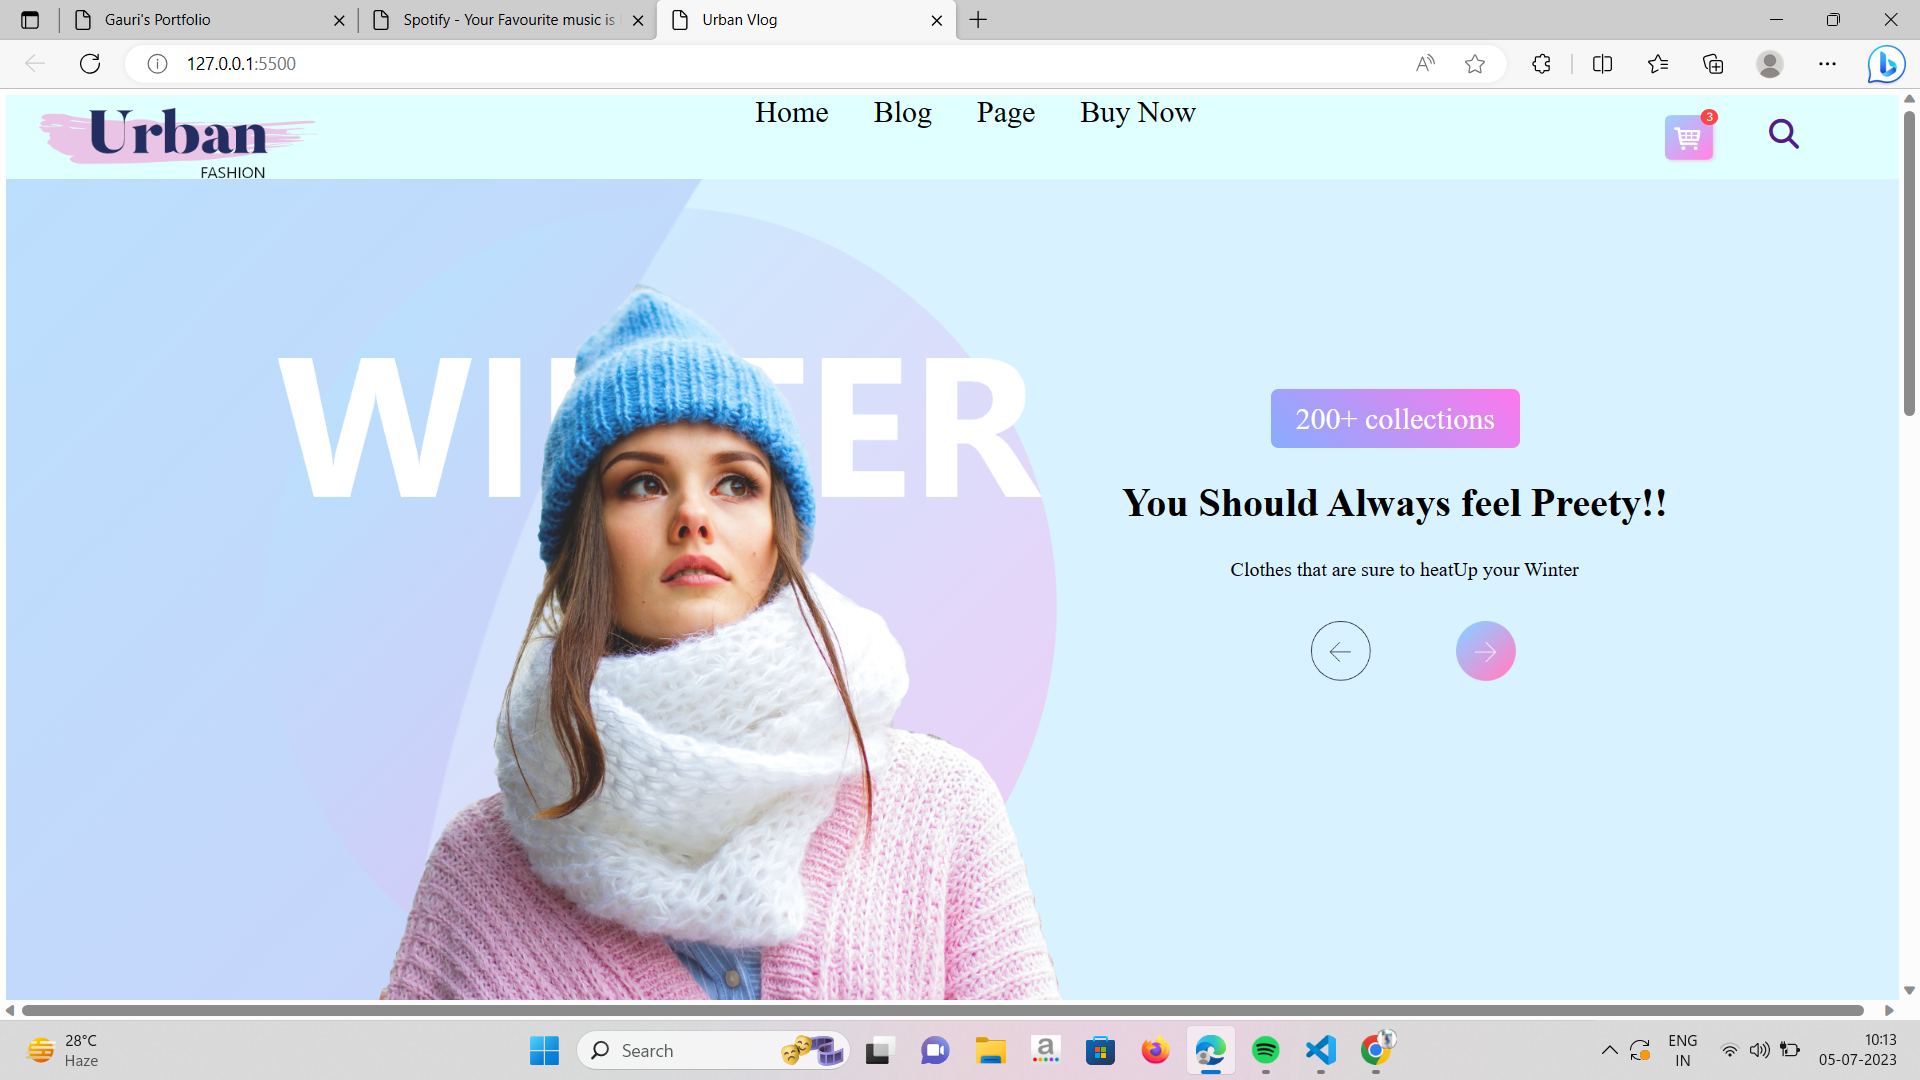 Gauri's Portfolio
Spotify - Your Favourite music is
Urban Vlog
127.0.0.1:5500
Urban
FASHION
Home Blog Page Buy Now
3
WINTER
200+ collections
You Should Always feel Preety!!
Clothes that are sure to heatUp your Winter
28°C
Haze
Search
ENG
IN
10:13
05-07-2023